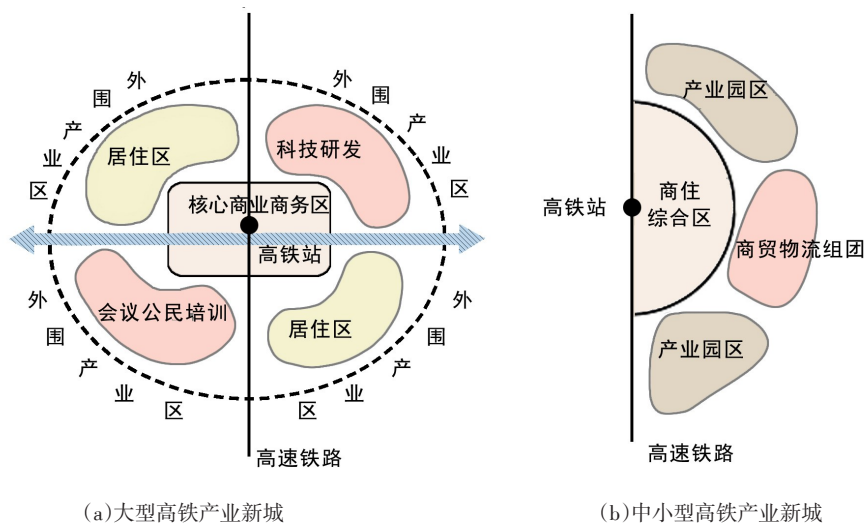 外围产业区
外围产业区
居住区
科技研发
核心商业商务区
高铁站
会议公民培训
居住区
外围产业区
外围产业区
高速铁路
(a)大型高铁产业新城
产业园区
商住
综合区
高铁站
商贸物流组团
产业园区
高速铁路
(b)中小型高铁产业新城